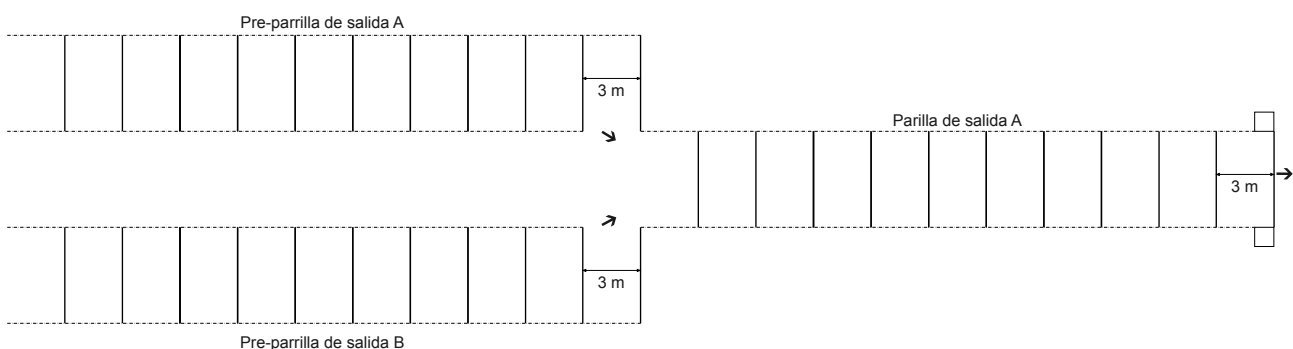 Pre-parrilla de salida A
3 m
Parilla de salida A
3 m
3 m
Pre-parrilla de salida B